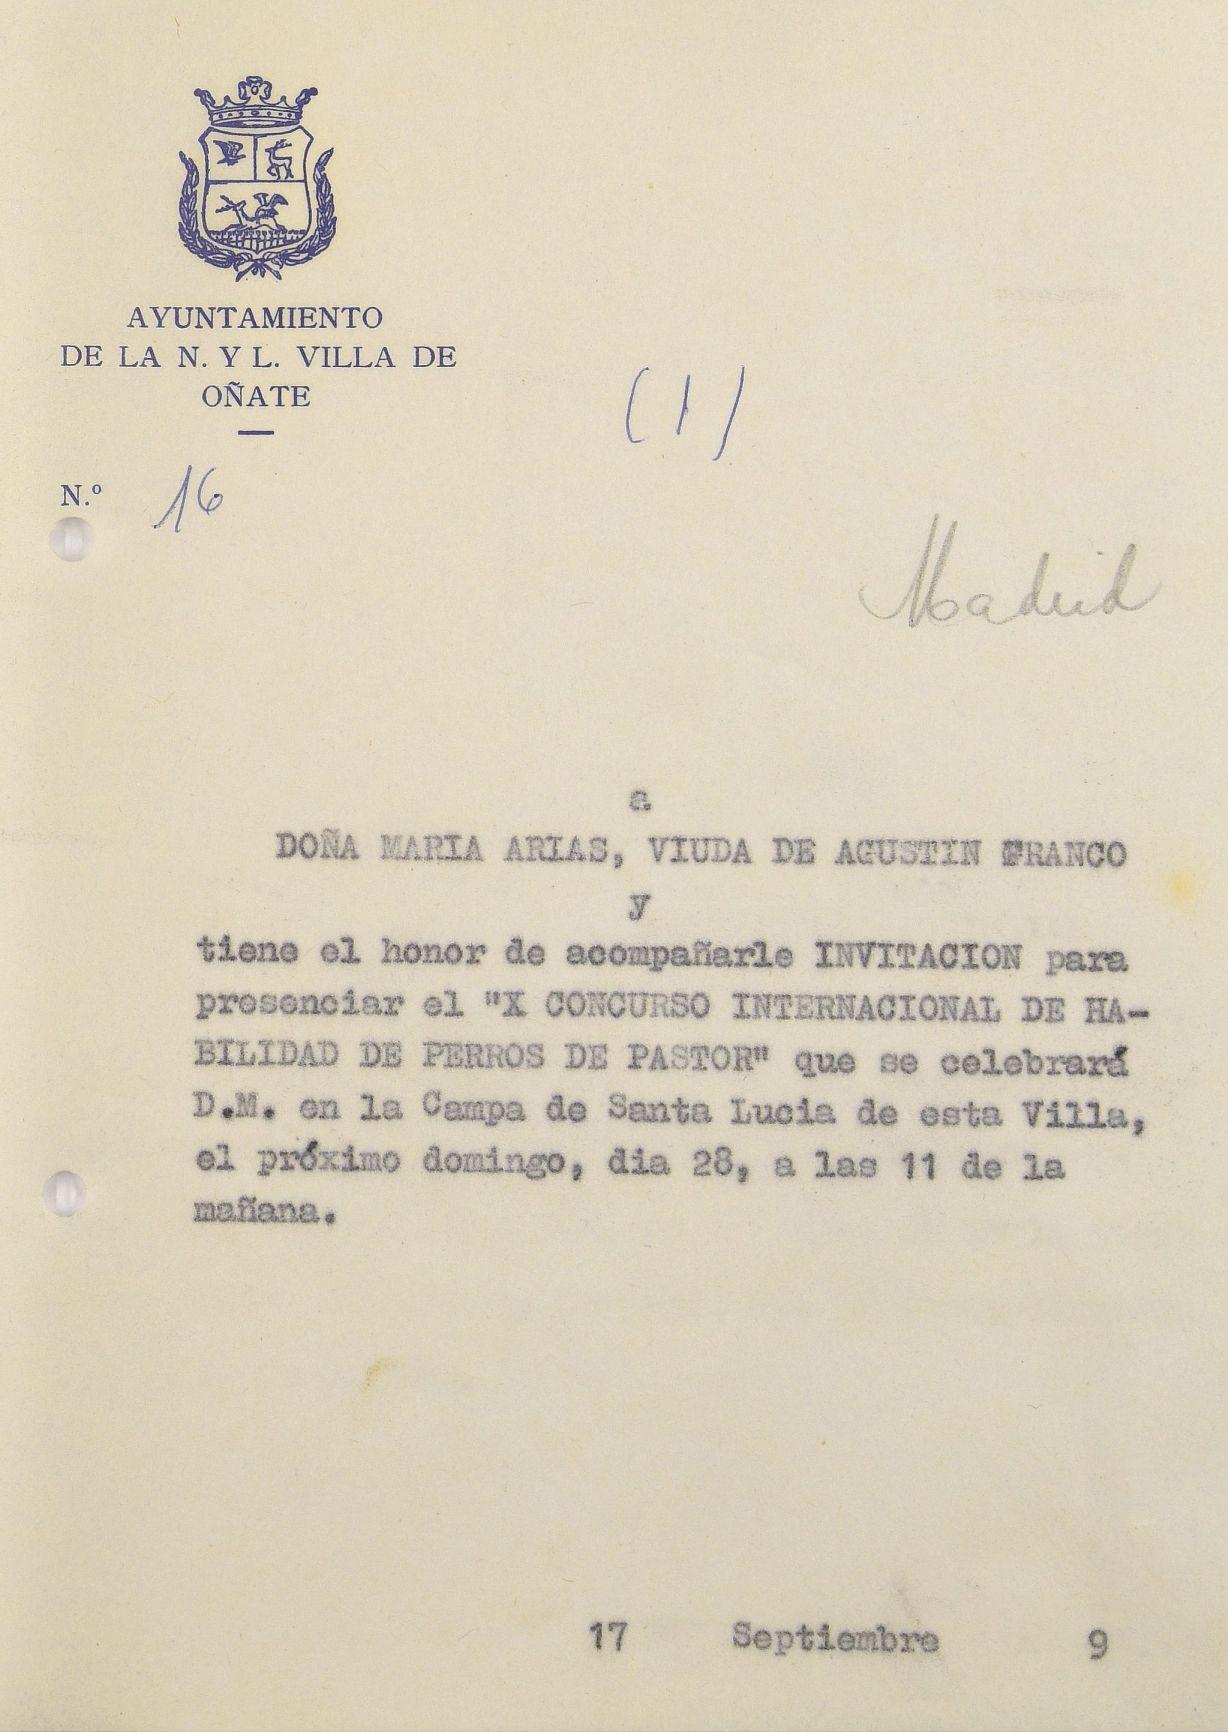 AYUNTAMIENTO
DE LA N. Y L. VILLA DE
OÑATE
(1)
N.º 16
Madrid
a
DOÑA MARIA ARIAS, VIUDA DE AGUSTIN FRANCO
y
tiene el honor de acompañarle INVITACION para
presenciar el "X CONCURSO INTERNACIONAL DE HA-
BILIDAD DE PERROS DE PASTOR" que se celebrará
D.M. en la Campa de Santa Lucia de esta Villa,
el próximo domingo, dia 28, a las 11 de la
mañana.
17 Septiembre 9